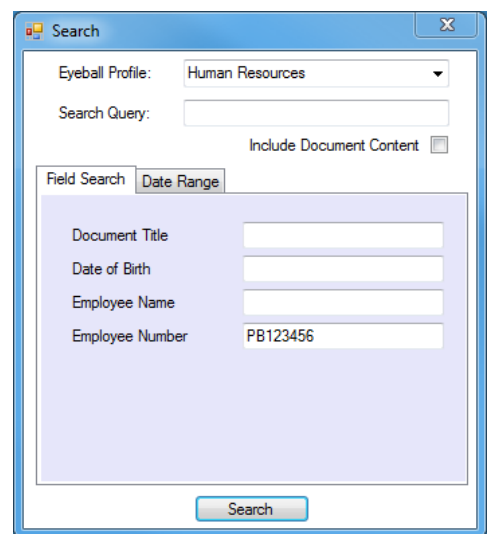 Search
Eyeball Profile: Human Resources
Search Query:
Include Document Content
Field Search Date Range
Document Title
Date of Birth
Employee Name
Employee Number PB123456
Search